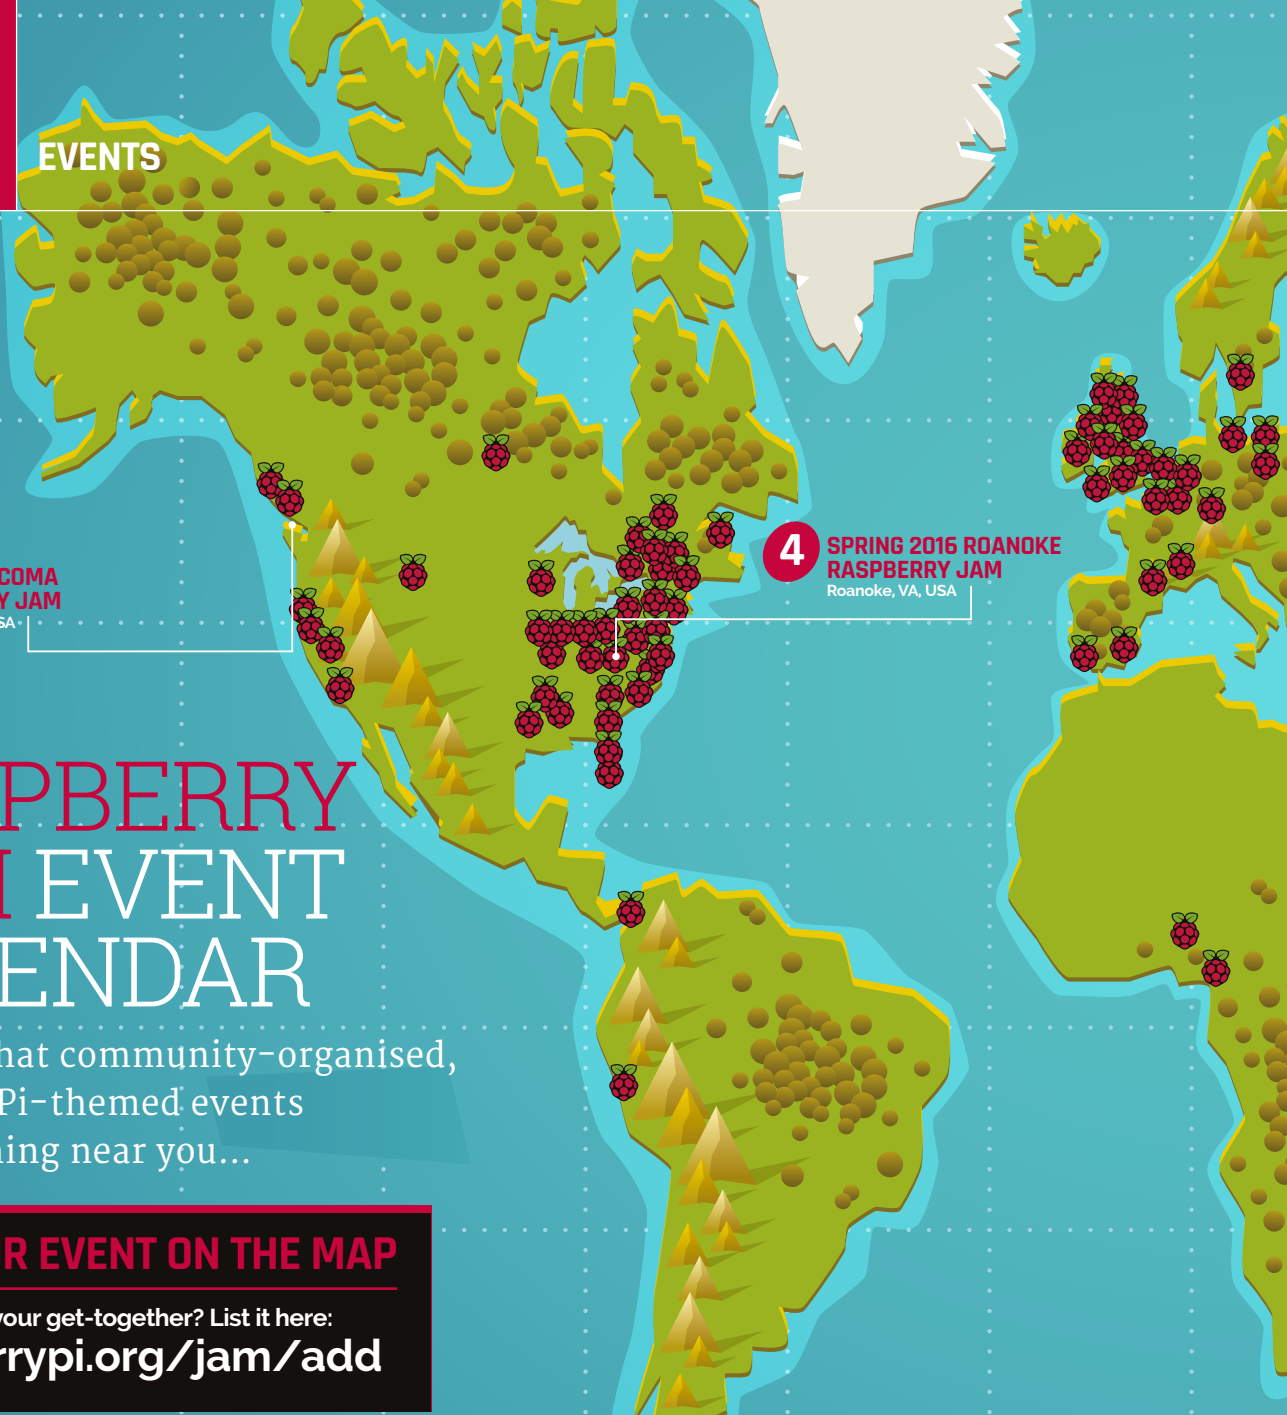 EVENTS
COMA
Y JAM
SA
4
SPRING 2016 ROANOKE
RASPBERRY JAM
Roanoke, VA, USA
PBERRY
EVENT
ENDAR
hat community-organised,
Pi-themed events
ning near you...
R EVENT ON THE MAP
your get-together? List it here:
rrypi.org/jam/add